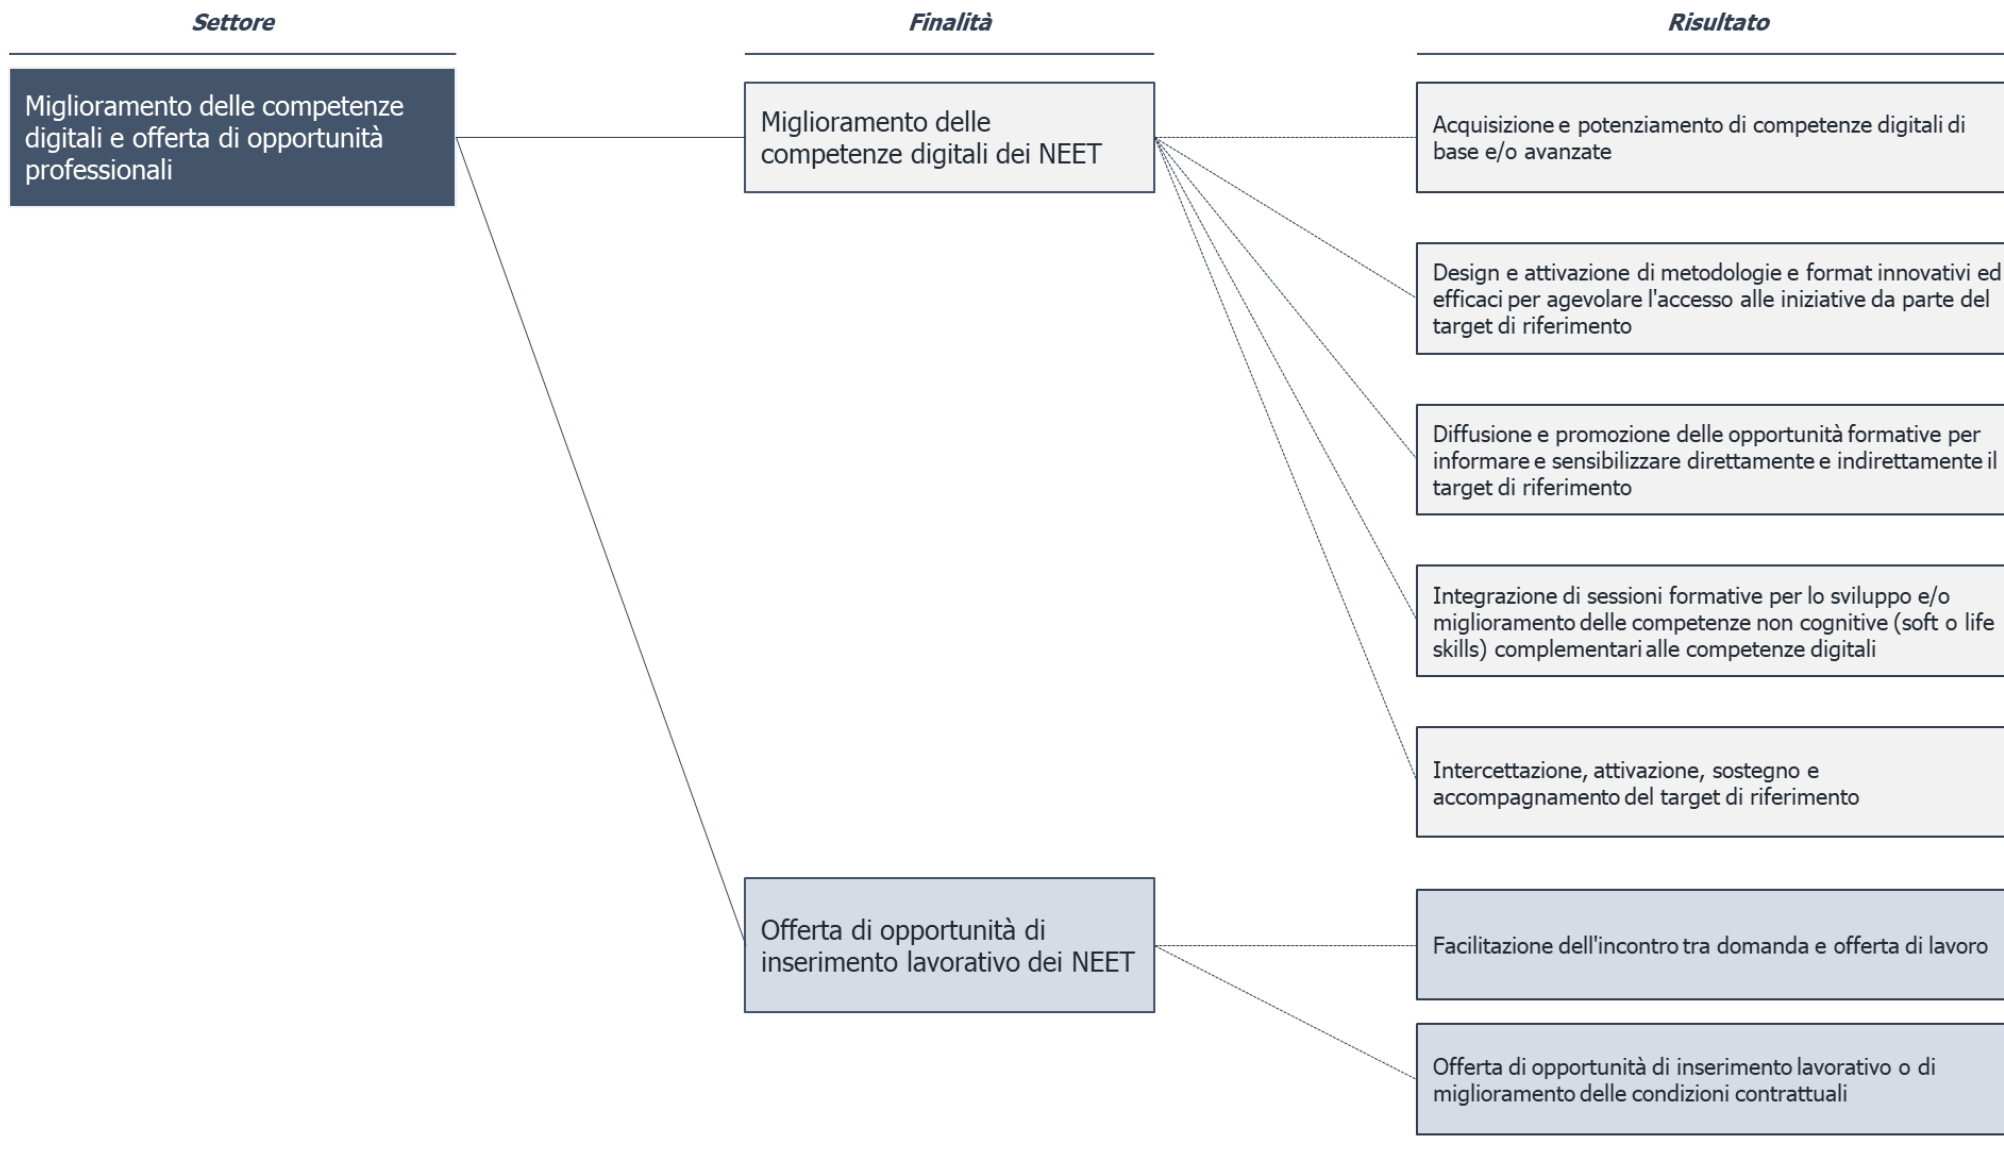 Settore
Finalità
Risultato
Miglioramento delle competenze
digitali e offerta di opportunità
professionali
Miglioramento delle
competenze digitali dei NEET
Acquisizione e potenziamento di competenze digitali di
base e/o avanzate
Design e attivazione di metodologie e format innovativi ed
efficaci per agevolare l'accesso alle iniziative da parte del
target di riferimento
Diffusione e promozione delle opportunità formative per
informare e sensibilizzare direttamente e indirettamente il
target di riferimento
Integrazione di sessioni formative per lo sviluppo e/o
miglioramento delle competenze non cognitive (soft o life
skills) complementari alle competenze digitali
Intercettazione, attivazione, sostegno e
accompagnamento del target di riferimento
Offerta di opportunità di
inserimento lavorativo dei NEET
Facilitazione dell'incontro tra domanda e offerta di lavoro
Offerta di opportunità di inserimento lavorativo o di
miglioramento delle condizioni contrattuali